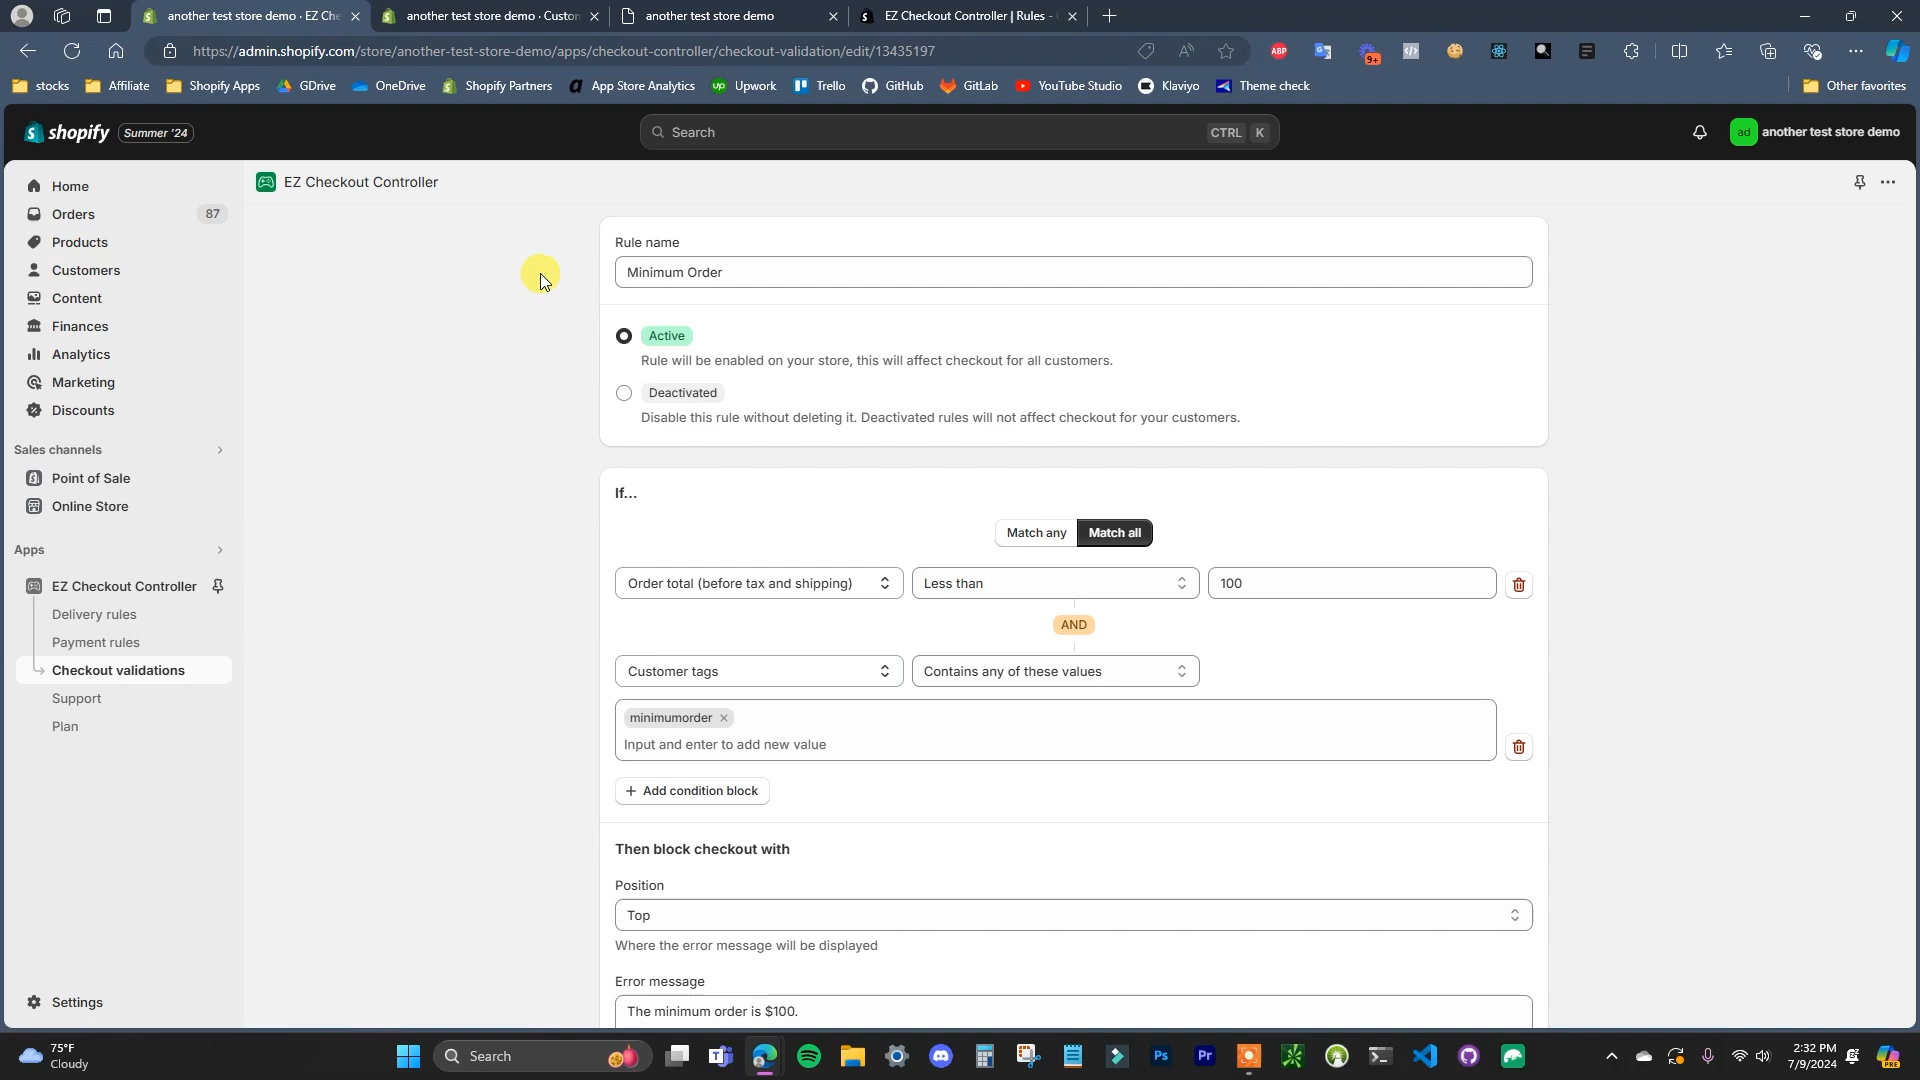 another test store demo · EZ Che
another test store demo · Custon
another test store demo
EZ Checkout Controller | Rules -
https://admin.shopify.com/store/another-test-store-demo/apps/checkout-controller/checkout-validation/edit/13435197
ABP
9+
stocks
Affiliate
Shopify Apps
GDrive
OneDrive
Shopify Partners
App Store Analytics
Upwork
Trello
GitHub
GitLab
YouTube Studio
Klaviyo
Theme check
Other favorites
shopify
Summer '24
Search
CTRL K
ad
another test store demo
Home
Orders 87
Products
Customers
Content
Finances
Analytics
Marketing
Discounts
Sales channels
Point of Sale
Online Store
Apps
EZ Checkout Controller
Delivery rules
Payment rules
Checkout validations
Support
Plan
Settings
EZ Checkout Controller
Rule name
Minimum Order
Active
Rule will be enabled on your store, this will affect checkout for all customers.
Deactivated
Disable this rule without deleting it. Deactivated rules will not affect checkout for your customers.
If...
Match any Match all
Order total (before tax and shipping) Less than 100
AND
Customer tags Contains any of these values
minimumorder
Input and enter to add new value
Add condition block
Then block checkout with
Position
Top
Where the error message will be displayed
Error message
The minimum order is $100.
75°F
Cloudy
Search
Ps
Pr
2:32 PM
7/9/2024
PRE